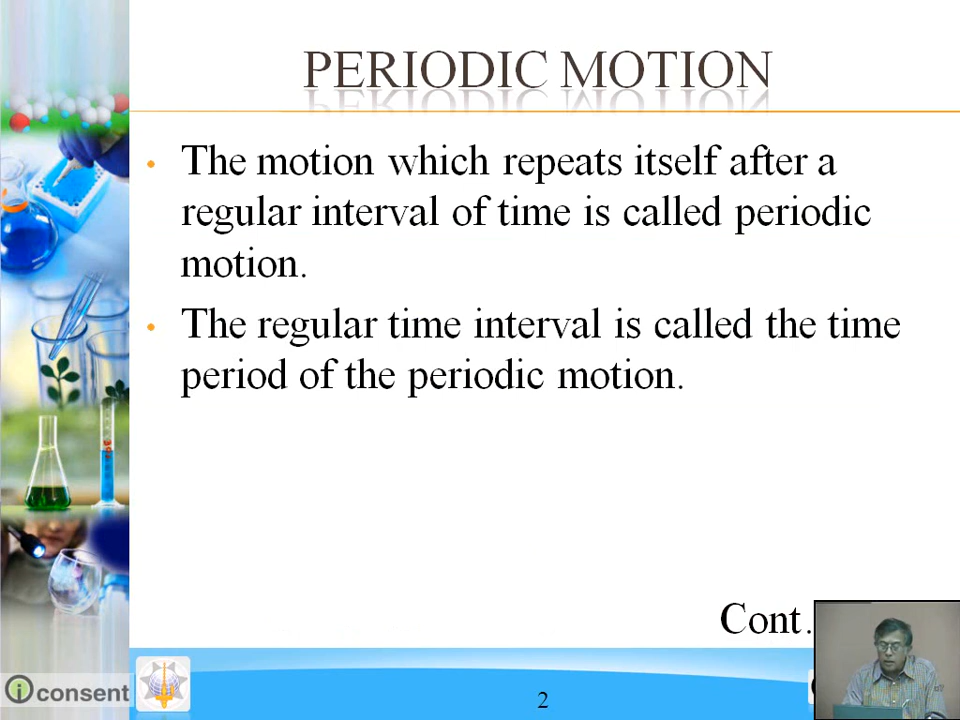 PERIODIC MOTION
• The motion which repeats itself after a
regular interval of time is called periodic
motion.
• The regular time interval is called the time
period of the periodic motion.
Cont.
iconsent
2